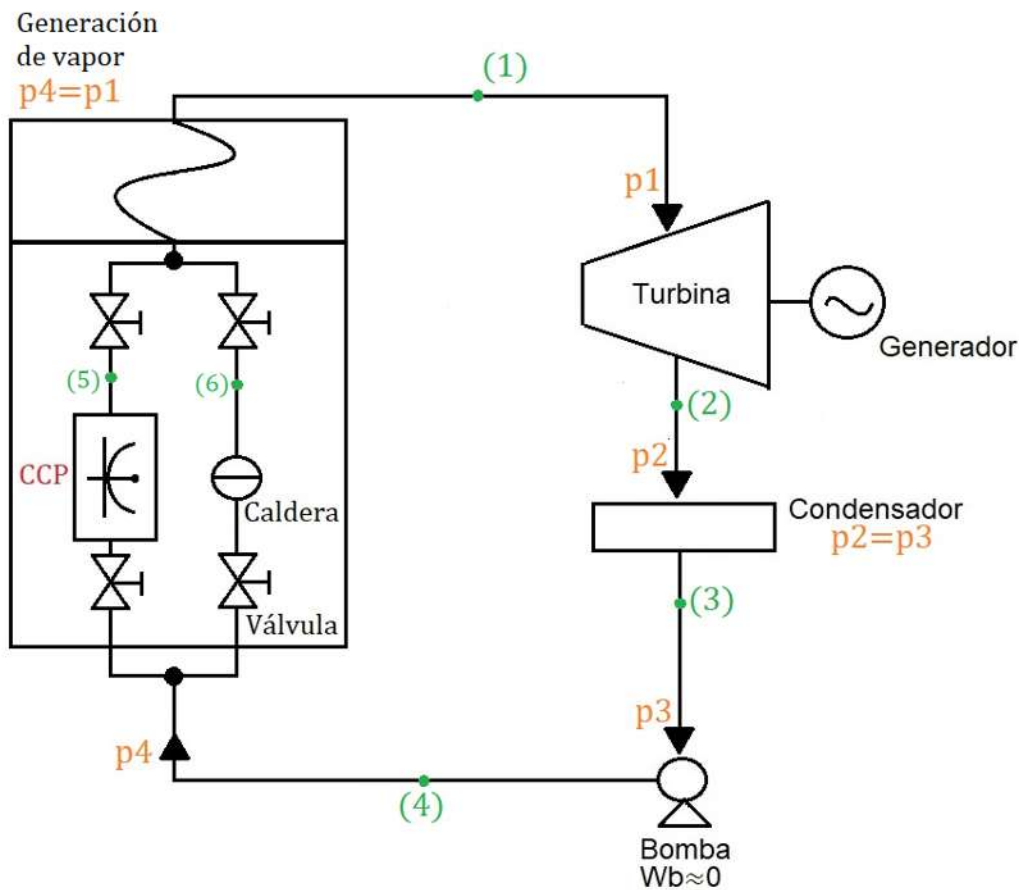 Generación
de vapor
p4=p1
(1)
p1
Turbina
Generador
(5)
(6)
(2)
CCP
p2
Caldera
Condensador
p2=p3
(3)
Válvula
p3
p4
(4)
Bomba
Wb≈0